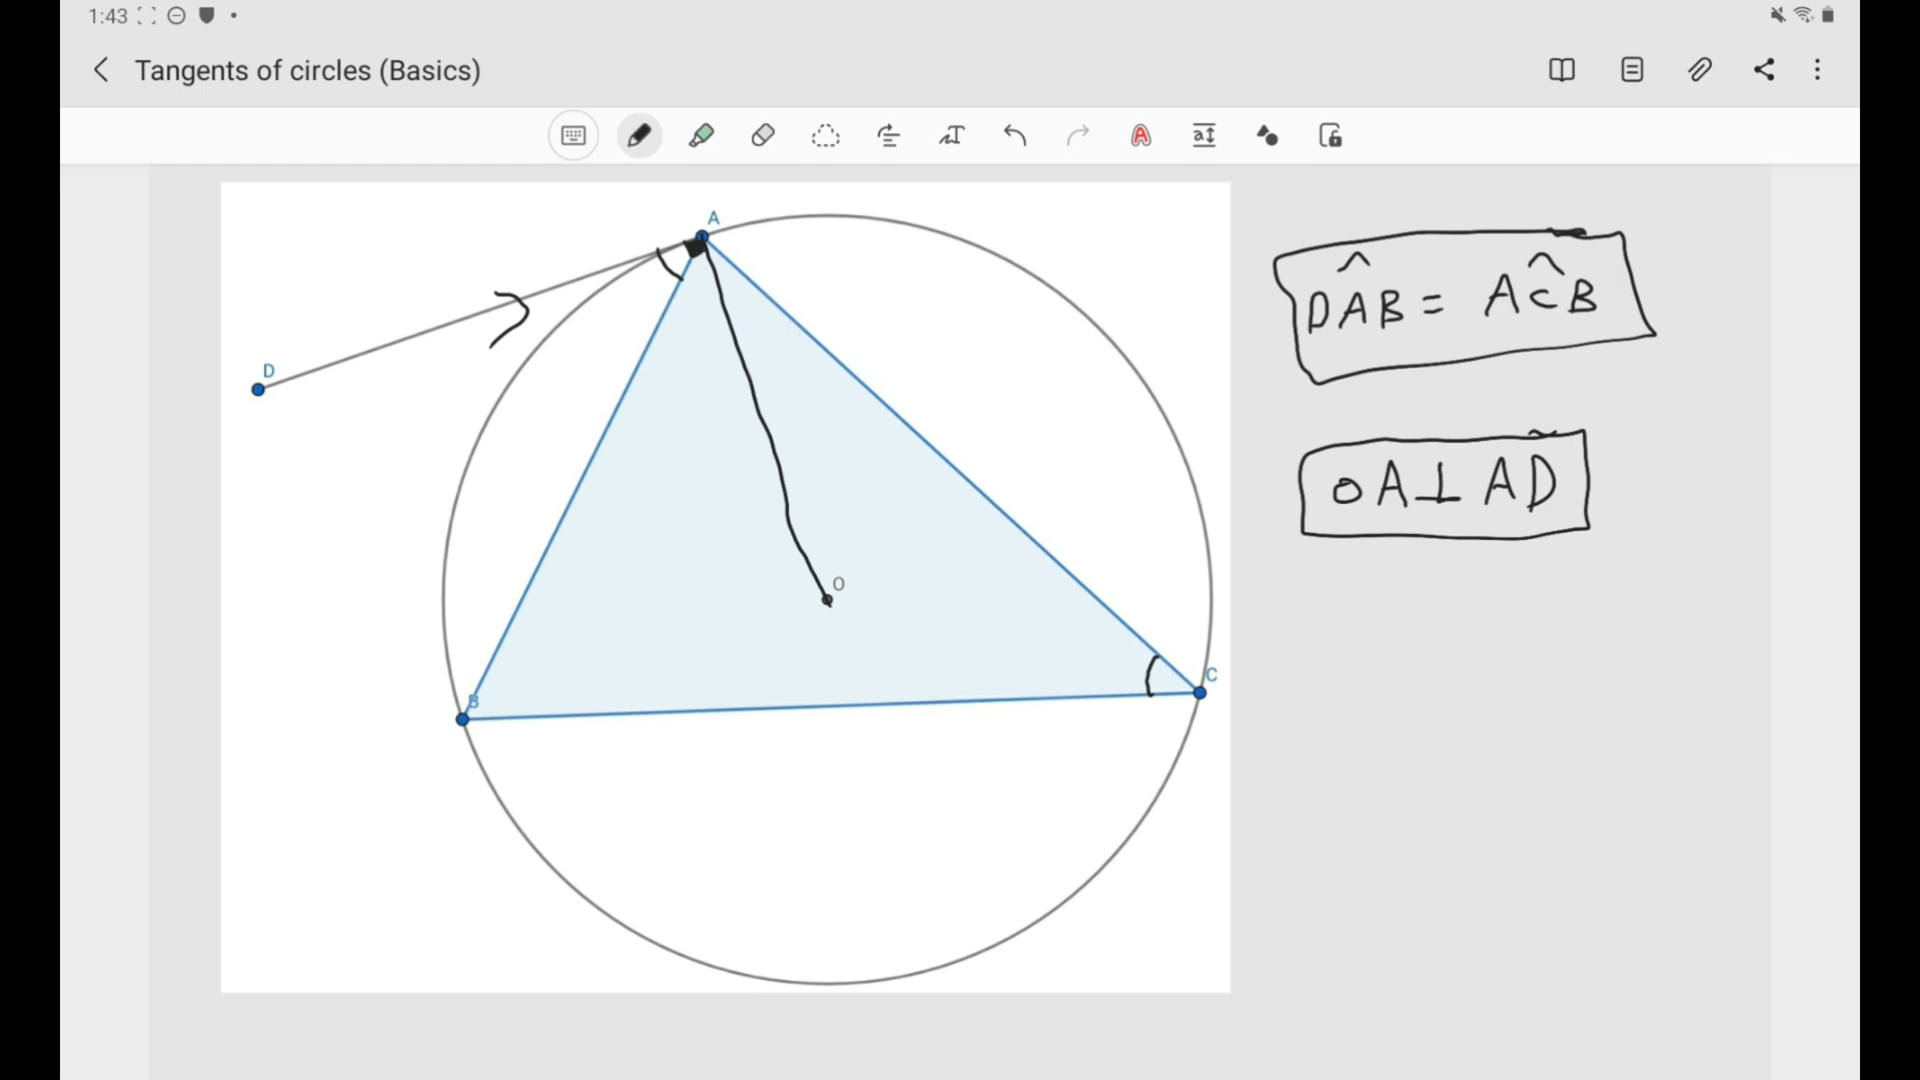 1:43
Tangents of circles (Basics)
A
D
O
B
C
DÂB = AĈB
OA ⊥ AD